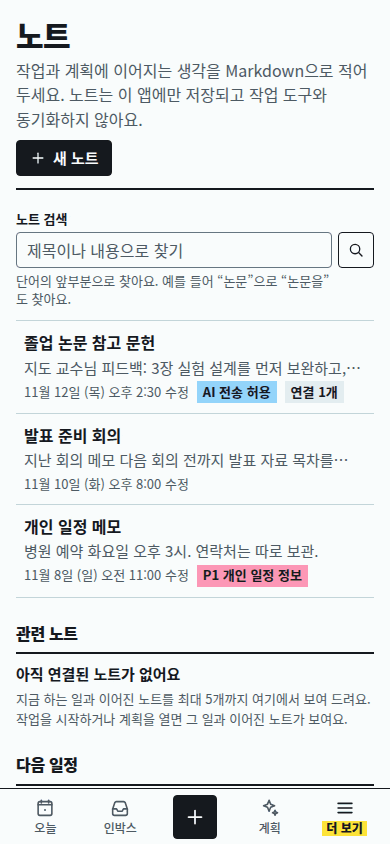 노트
작업과 계획에 이어지는 생각을 Markdown으로 적어
두세요. 노트는 이 앱에만 저장되고 작업 도구와
동기화하지 않아요.
+ 새 노트
노트 검색
제목이나 내용으로 찾기
단어의 앞부분으로 찾아요. 예를 들어 “논문”으로 “논문을”
도 찾아요.
졸업 논문 참고 문헌
지도 교수님 피드백: 3장 실험 설계를 먼저 보완하고,…
11월 12일 (목) 오후 2:30 수정 AI 전송 허용 연결 1개
발표 준비 회의
지난 회의 메모 다음 회의 전까지 발표 자료 목차를…
11월 10일 (화) 오후 8:00 수정
개인 일정 메모
병원 예약 화요일 오후 3시. 연락처는 따로 보관.
11월 8일 (일) 오전 11:00 수정 P1 개인 일정 정보
관련 노트
아직 연결된 노트가 없어요
지금 하는 일과 이어진 노트를 최대 5개까지 여기에서 보여 드려요.
작업을 시작하거나 계획을 열면 그 일과 이어진 노트가 보여요.
다음 일정
오늘 인박스 계획 더 보기